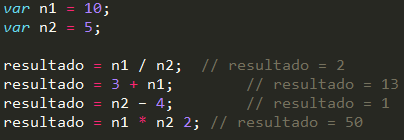 var n1 = 10;
var n2 = 5;
resultado = n1 / n2;  // resultado = 2
resultado = 3 + n1;        // resultado = 13
resultado = n2 – 4;        // resultado = 1
resultado = n1 * n2 2; // resultado = 50